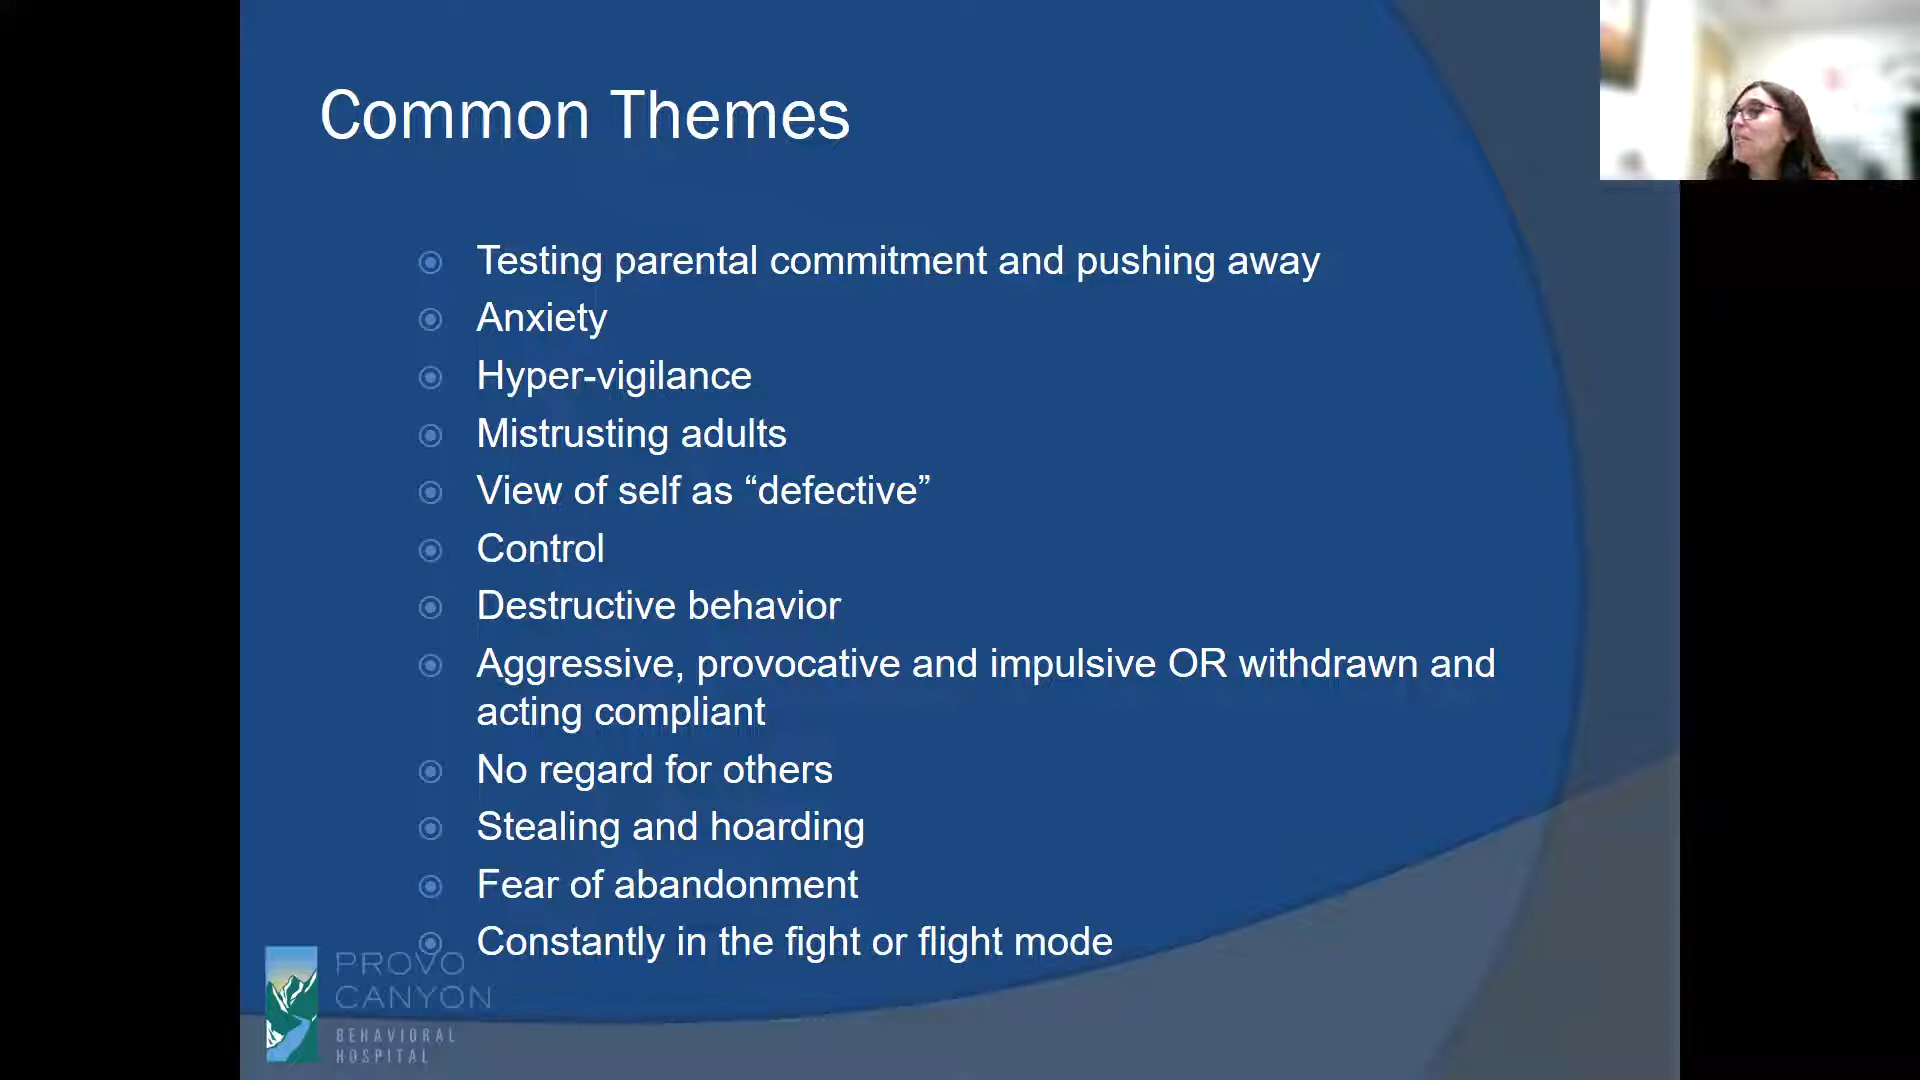 Common Themes
Testing parental commitment and pushing away
Anxiety
Hyper-vigilance
Mistrusting adults
View of self as “defective”
Control
Destructive behavior
Aggressive, provocative and impulsive OR withdrawn and
acting compliant
No regard for others
Stealing and hoarding
Fear of abandonment
Constantly in the fight or flight mode
PROVO
CANYON
BEHAVIORAL
HOSPITAL